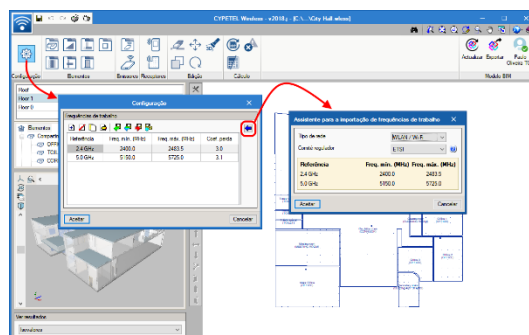 CYPETEL Wireless - v2018.j - [C:\...\City Hall.wless]
Configuração
Elementos
Emissores
Receptores
Edição
Cálculo
Actualizar
Exportar
Paulo
Modelo BIM
Roof
Floor 1
Floor 0
Elementos
Configuração
Frequências de trabalho
Referência Freq. mín. (MHz) Freq. máx. (MHz) Coef. perda
2.4 GHz 2400.0 2483.5 3.0
5.0 GHz 5150.0 5725.0 3.1
Aceitar
Cancelar
Assistente para a importação de frequências de trabalho
Tipo de rede WLAN / Wi-Fi
Comité regulador ETSI
Referência Freq. mín. (MHz) Freq. máx. (MHz)
2.4 GHz 2400.0 2483.5
5.0 GHz 5150.0 5725.0
Aceitar
Cancelar
Ver resultados